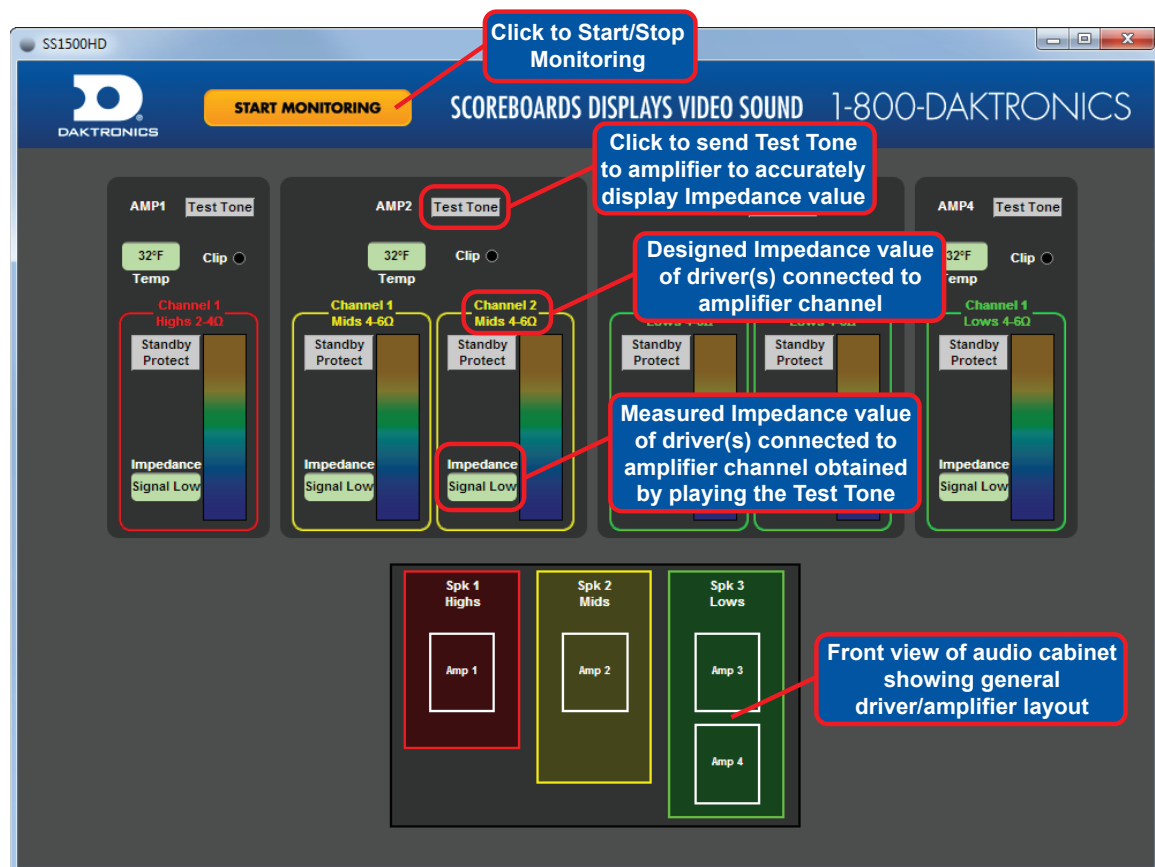 SS1500HD
Click to Start/Stop
Monitoring
DAKTRONICS
START MONITORING
SCOREBOARDS DISPLAYS VIDEO SOUND
1-800-DAKTRONICS
Click to send Test Tone
to amplifier to accurately
display Impedance value
AMP1 Test Tone
32°F Clip
Temp
Channel 1
Highs 2-4Ω
Standby
Protect
Impedance
Signal Low
AMP2 Test Tone
32°F Clip
Temp
Channel 1
Mids 4-6Ω
Standby
Protect
Impedance
Signal Low
Channel 2
Mids 4-6Ω
Standby
Protect
Impedance
Signal Low
Designed Impedance value
of driver(s) connected to
amplifier channel
Standby
Protect
Standby
Protect
Measured Impedance value
of driver(s) connected to
amplifier channel obtained
by playing the Test Tone
AMP4 Test Tone
32°F Clip
Temp
Channel 1
Lows 4-6Ω
Standby
Protect
Impedance
Signal Low
Spk 1
Highs
Amp 1
Spk 2
Mids
Amp 2
Spk 3
Lows
Amp 3
Amp 4
Front view of audio cabinet
showing general
driver/amplifier layout